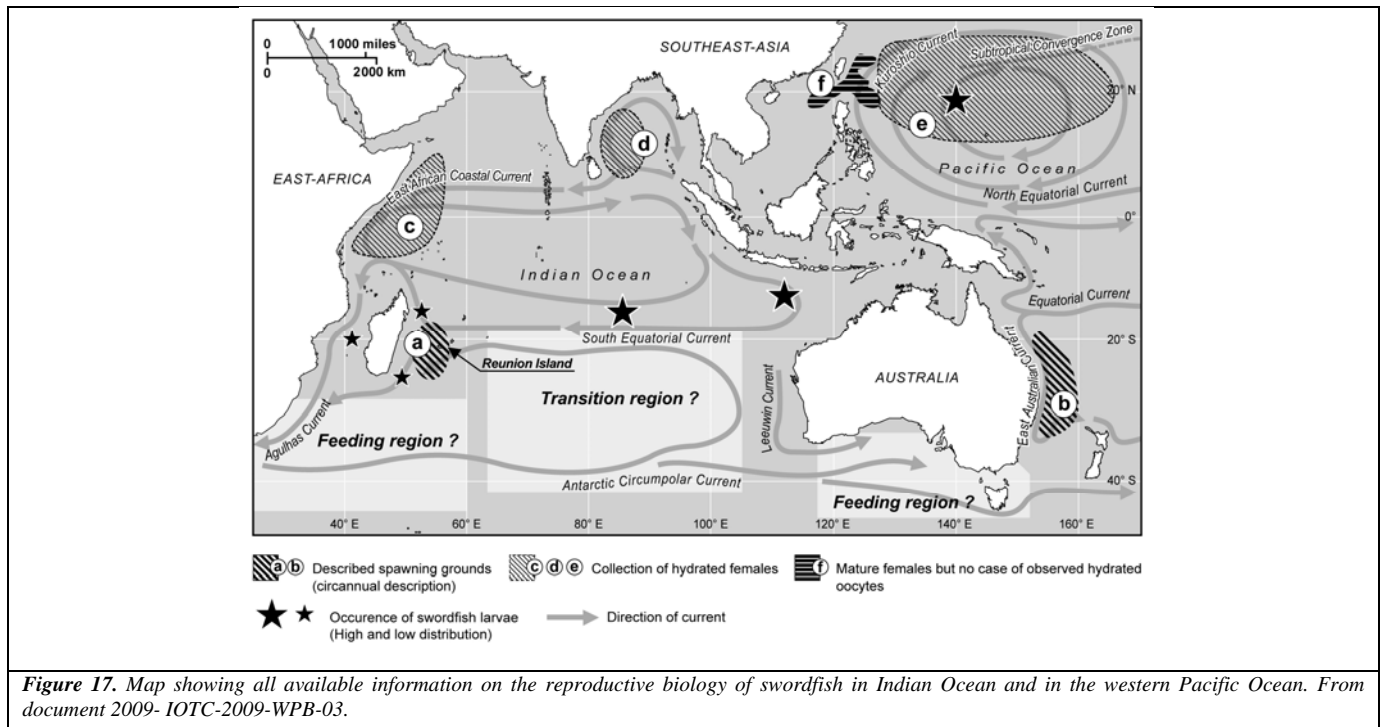 0 1000 miles
0 2000 km
SOUTHEAST-ASIA
EAST-AFRICA
East African Coastal Current
Kuroshio Current
Subtropical Convergence Zone
20° N
f
e
d
c
Pacific Ocean
North Equatorial Current
0°
Indian Ocean
Equatorial Current
South Equatorial Current
20° S
a
Reunion Island
AUSTRALIA
East Australian Current
b
Transition region ?
Leeuwin Current
Agulhas Current
Feeding region ?
Antarctic Circumpolar Current
40° S
Feeding region ?
40° E 60° E 80° E 100° E 120° E 140° E 160° E
a b Described spawning grounds
(circannual description)
c d e Collection of hydrated females
f Mature females but no case of observed hydrated
oocytes
Occurence of swordfish larvae
(High and low distribution)
Direction of current
Figure 17. Map showing all available information on the reproductive biology of swordfish in Indian Ocean and in the western Pacific Ocean. From
document 2009- IOTC-2009-WPB-03.